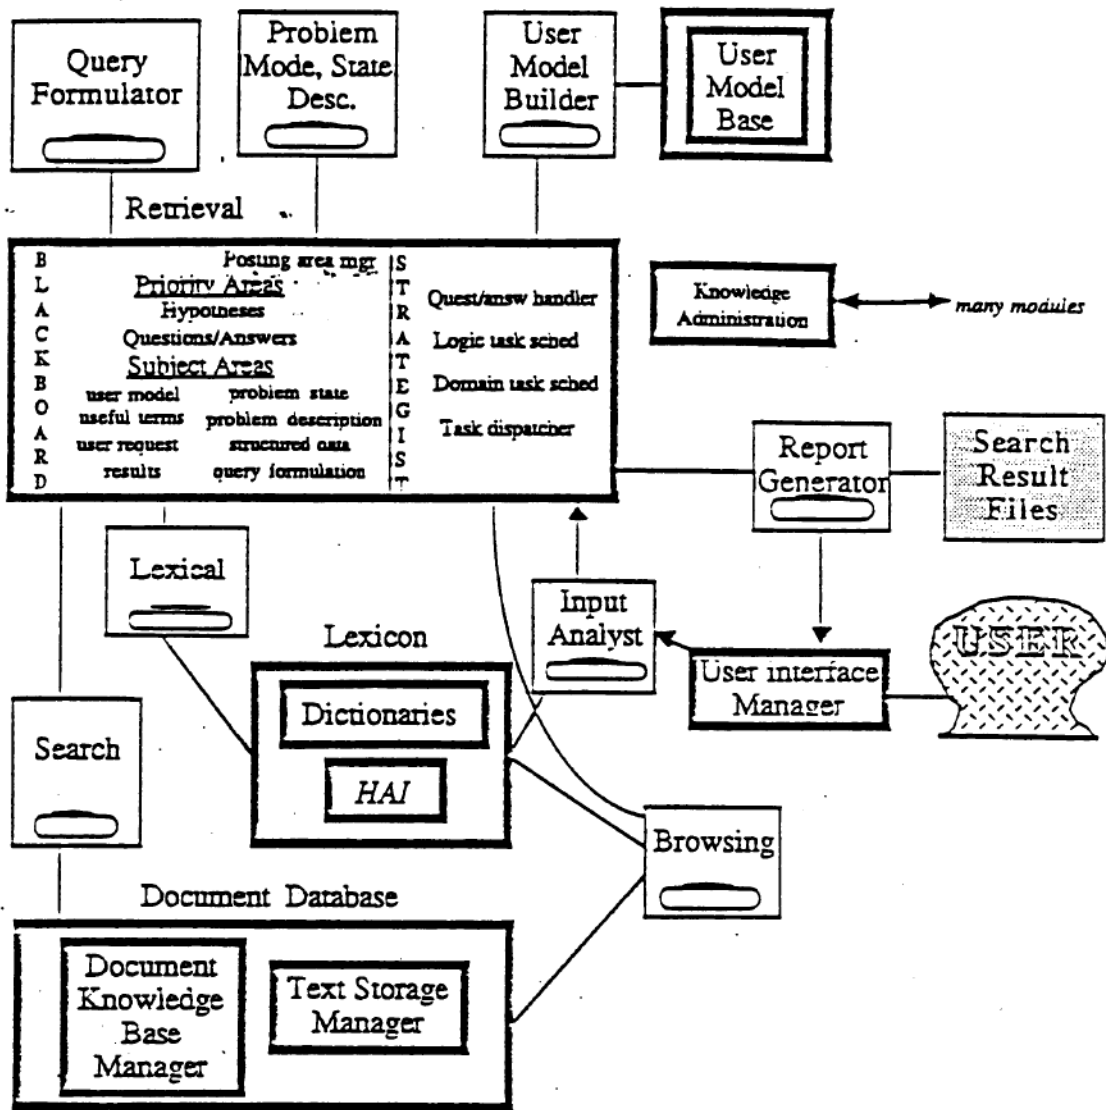 Query
Formulator
Problem
Mode, State
Desc.
User
Model
Builder
User
Model
Base
Retrieval
BLACKBOARD
Posting area mgr
Priority Areas
Hypotheses
Questions/Answers
Subject Areas
user model problem state
useful terms problem description
user request structured data
results query formulation
STRATEGIST
Quest/answ handler
Logic task sched
Domain task sched
Task dispatcher
Knowledge
Administration
many modules
Report
Generator
Search
Result
Files
Lexical
Input
Analyst
User interface
Manager
USER
Lexicon
Dictionaries
HAI
Search
Browsing
Document Database
Document
Knowledge
Base
Manager
Text Storage
Manager